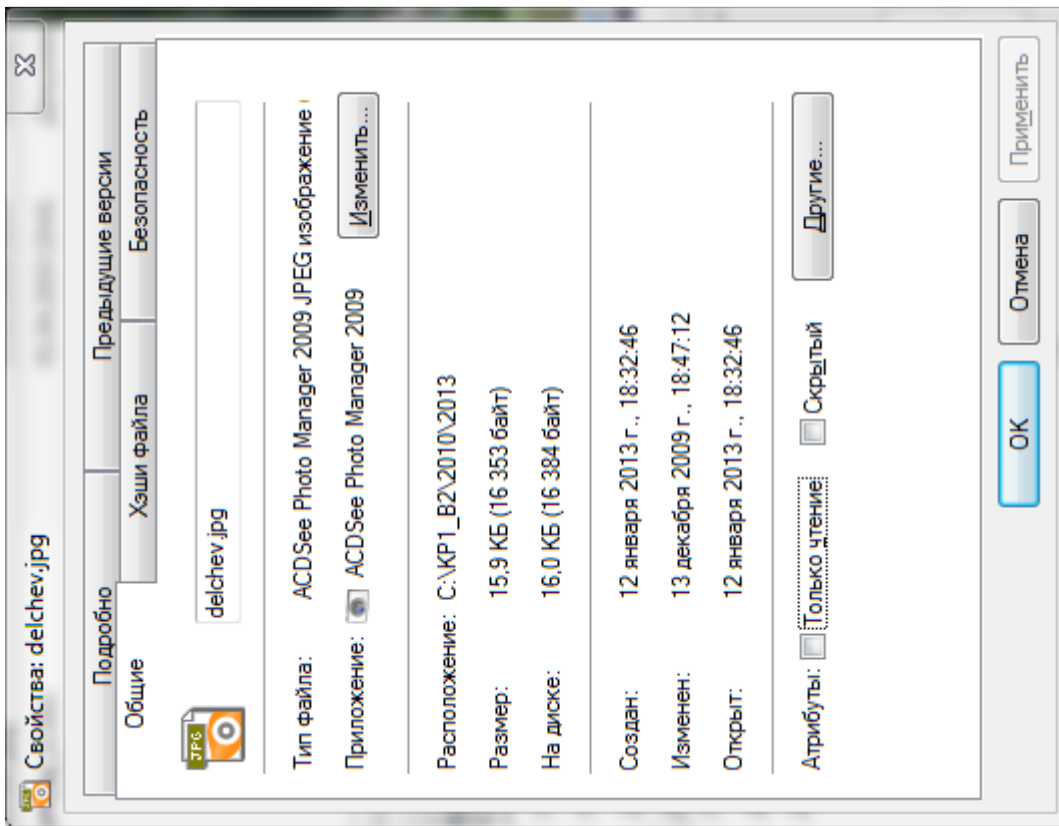 Свойства: delchev.jpg
Подробно
Предыдущие версии
Общие
Хэши файла
Безопасность
JPG
delchev.jpg
Тип файла: ACDSee Photo Manager 2009 JPEG изображение
Приложение: ACDSee Photo Manager 2009 Изменить...
Расположение: C:\KP1_B2\2010\2013
Размер: 15,9 КБ (16 353 байт)
На диске: 16,0 КБ (16 384 байт)
Создан: 12 января 2013 г., 18:32:46
Изменен: 13 декабря 2009 г., 18:47:12
Открыт: 12 января 2013 г., 18:32:46
Атрибуты: Только чтение Скрытый Другие...
OK Отмена Применить